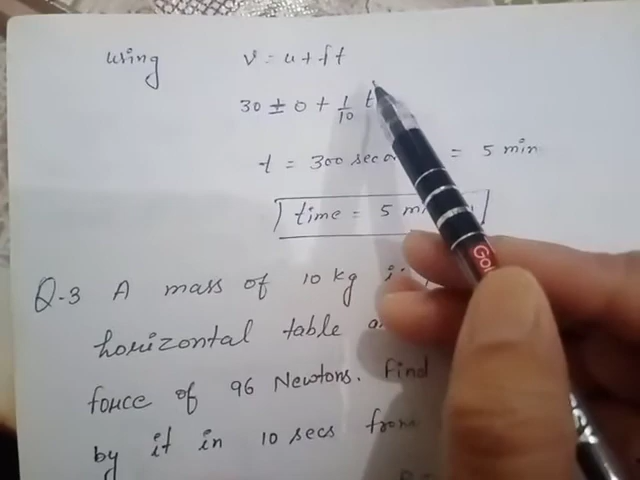 using v = u + ft
30 ± 0 + 1/10 t
t = 300 sec = 5 min
time = 5 m
Q.3 A mass of 10 kg
horizontal table
force of 96 Newtons. Find
by it in 10 secs from
Gol